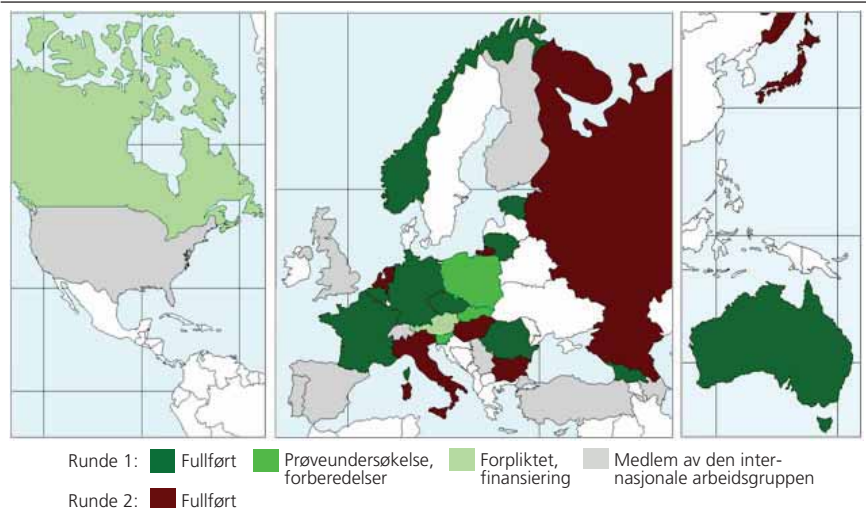 Runde 1: Fullført Prøveundersøkelse, forberedelser Forpliktet, finansiering Medlem av den inter-nasjonale arbeidsgruppen
Runde 2: Fullført